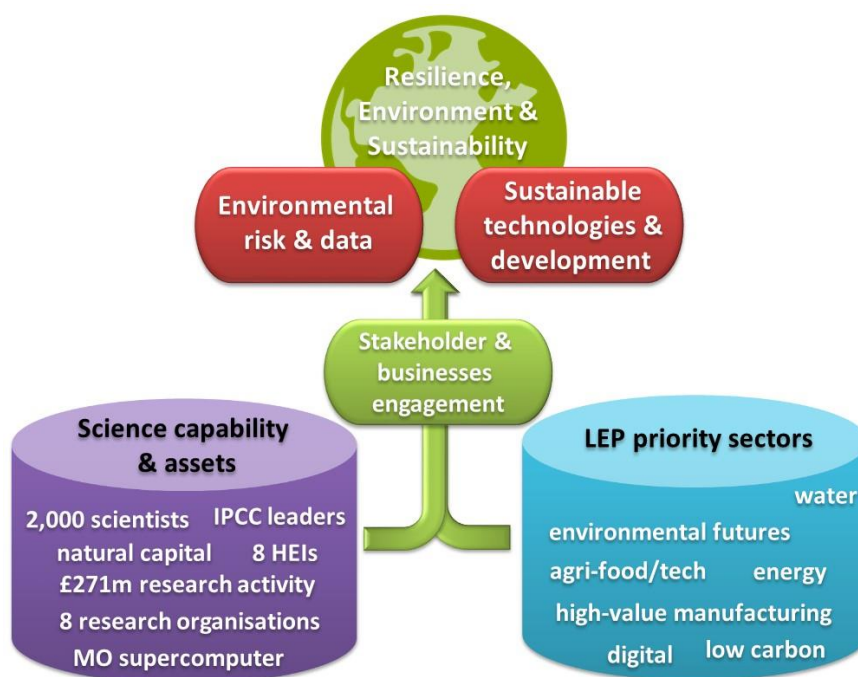 Resilience,
Environment &
Sustainability
Environmental
risk & data
Sustainable
technologies &
development
Stakeholder &
businesses
engagement
Science capability
& assets
2,000 scientists
IPCC leaders
natural capital
8 HEIs
£271m research activity
8 research organisations
MO supercomputer
LEP priority sectors
water
environmental futures
agri-food/tech
energy
high-value manufacturing
digital
low carbon